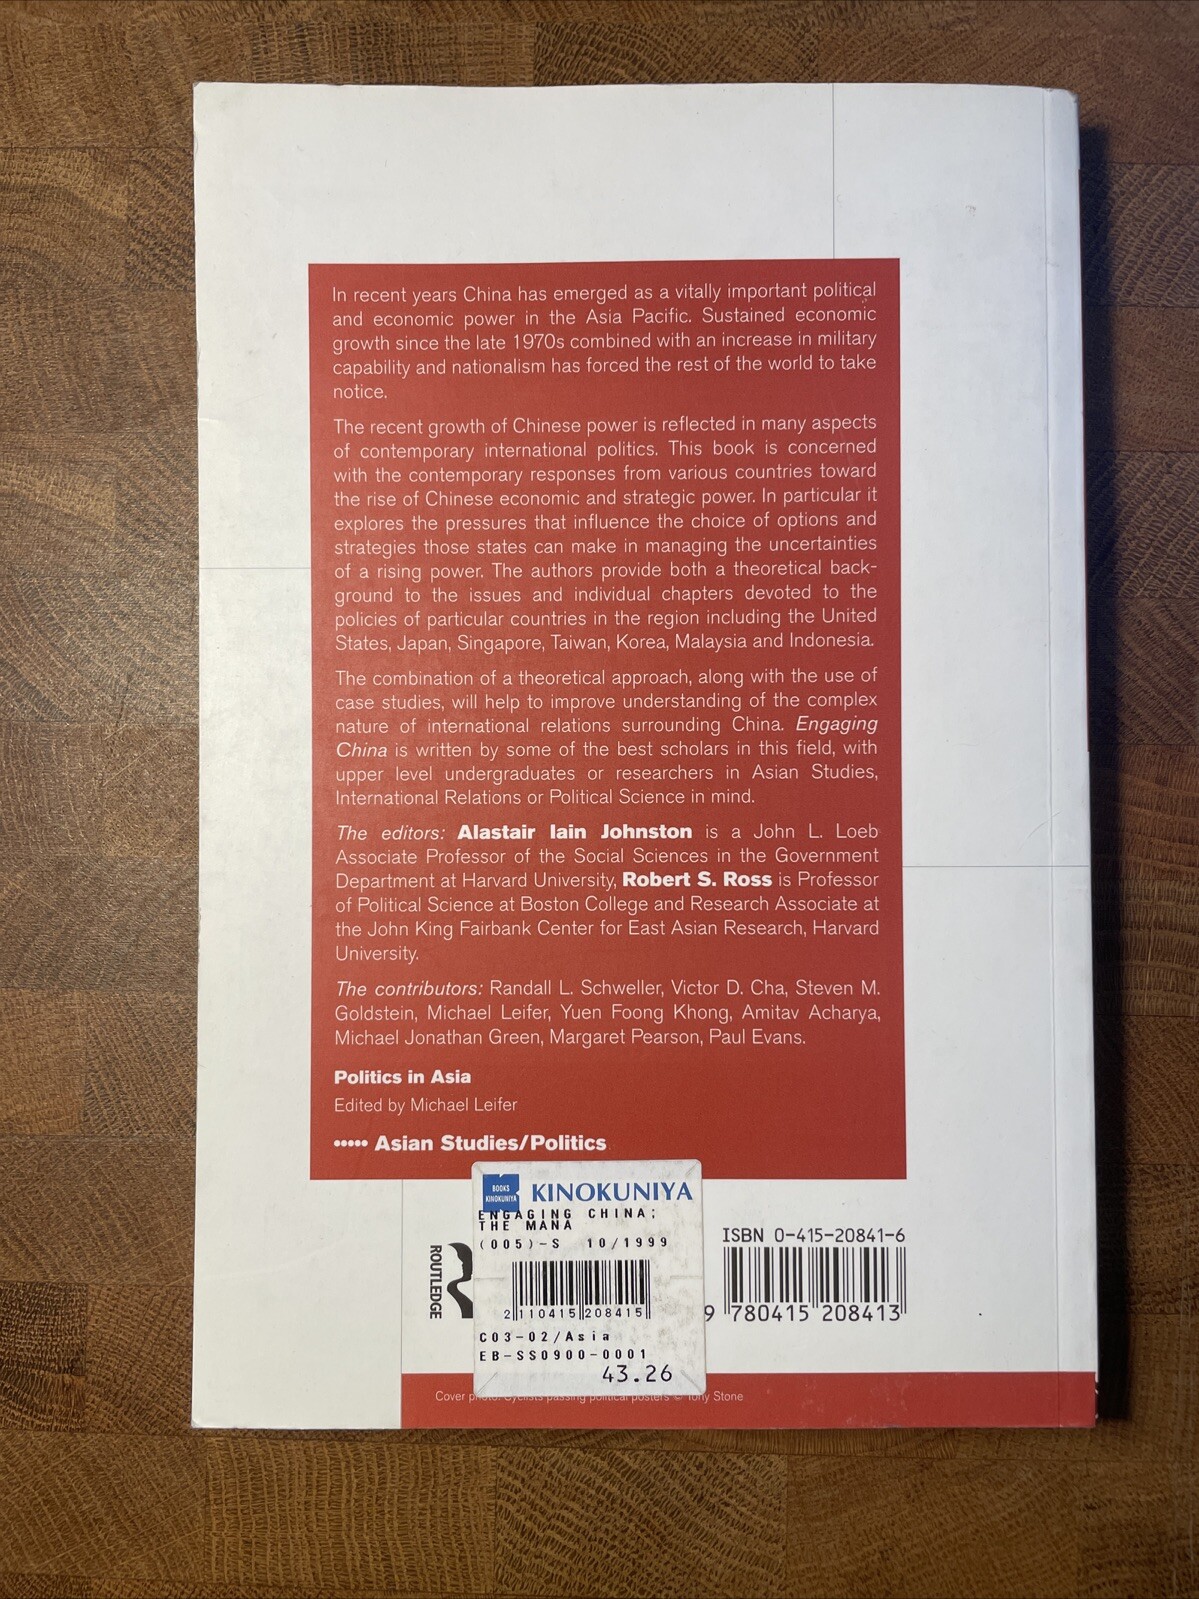 In recent years China has emerged as a vitally important political
and economic power in the Asia Pacific. Sustained economic
growth since the late 1970s combined with an increase in military
capability and nationalism has forced the rest of the world to take
notice.
The recent growth of Chinese power is reflected in many aspects
of contemporary international politics. This book is concerned
with the contemporary responses from various countries toward
the rise of Chinese economic and strategic power. In particular it
explores the pressures that influence the choice of options and
strategies those states can make in managing the uncertainties
of a rising power. The authors provide both a theoretical back-
ground to the issues and individual chapters devoted to the
policies of particular countries in the region including the United
States, Japan, Singapore, Taiwan, Korea, Malaysia and Indonesia.
The combination of a theoretical approach, along with the use of
case studies, will help to improve understanding of the complex
nature of international relations surrounding China. Engaging
China is written by some of the best scholars in this field, with
upper level undergraduates or researchers in Asian Studies,
International Relations or Political Science in mind.
The editors: Alastair Iain Johnston is a John L. Loeb
Associate Professor of the Social Sciences in the Government
Department at Harvard University, Robert S. Ross is Professor
of Political Science at Boston College and Research Associate at
the John King Fairbank Center for East Asian Research, Harvard
University.
The contributors: Randall L. Schweller, Victor D. Cha, Steven M.
Goldstein, Michael Leifer, Yuen Foong Khong, Amitav Acharya,
Michael Jonathan Green, Margaret Pearson, Paul Evans.
Politics in Asia
Edited by Michael Leifer
••••• Asian Studies/Politics
BOOKS
KINOKUNIYA
KINOKUNIYA
ENGAGING CHINA;
THE MANA
(005)-S 10/1999
2 110415 208415
C03-02/Asia
EB-SS0900-0001
43.26
ROUTLEDGE
ISBN 0-415-20841-6
9 780415 208413
Cover photo: Cyclists passing political posters © Tony Stone